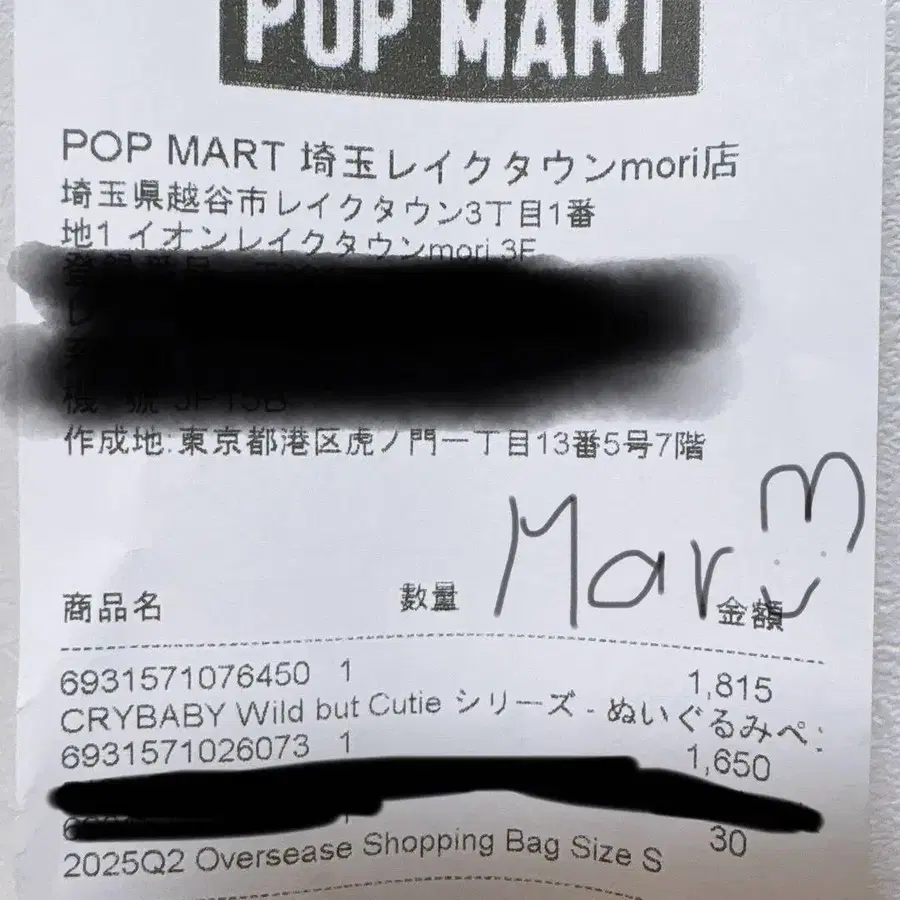 POP MART
POP MART 埼玉レイクタウンmori店
埼玉県越谷市レイクタウン3丁目1番
地1 イオンレイクタウンmori 3F
作成地:東京都港区虎ノ門一丁目13番5号7階
Mar
商品名 数量 金額
6931571076450 1 1,815
CRYBABY Wild but Cutie シリーズ - ぬいぐるみペ
6931571026073 1 1,650
30
2025Q2 Oversease Shopping Bag Size S